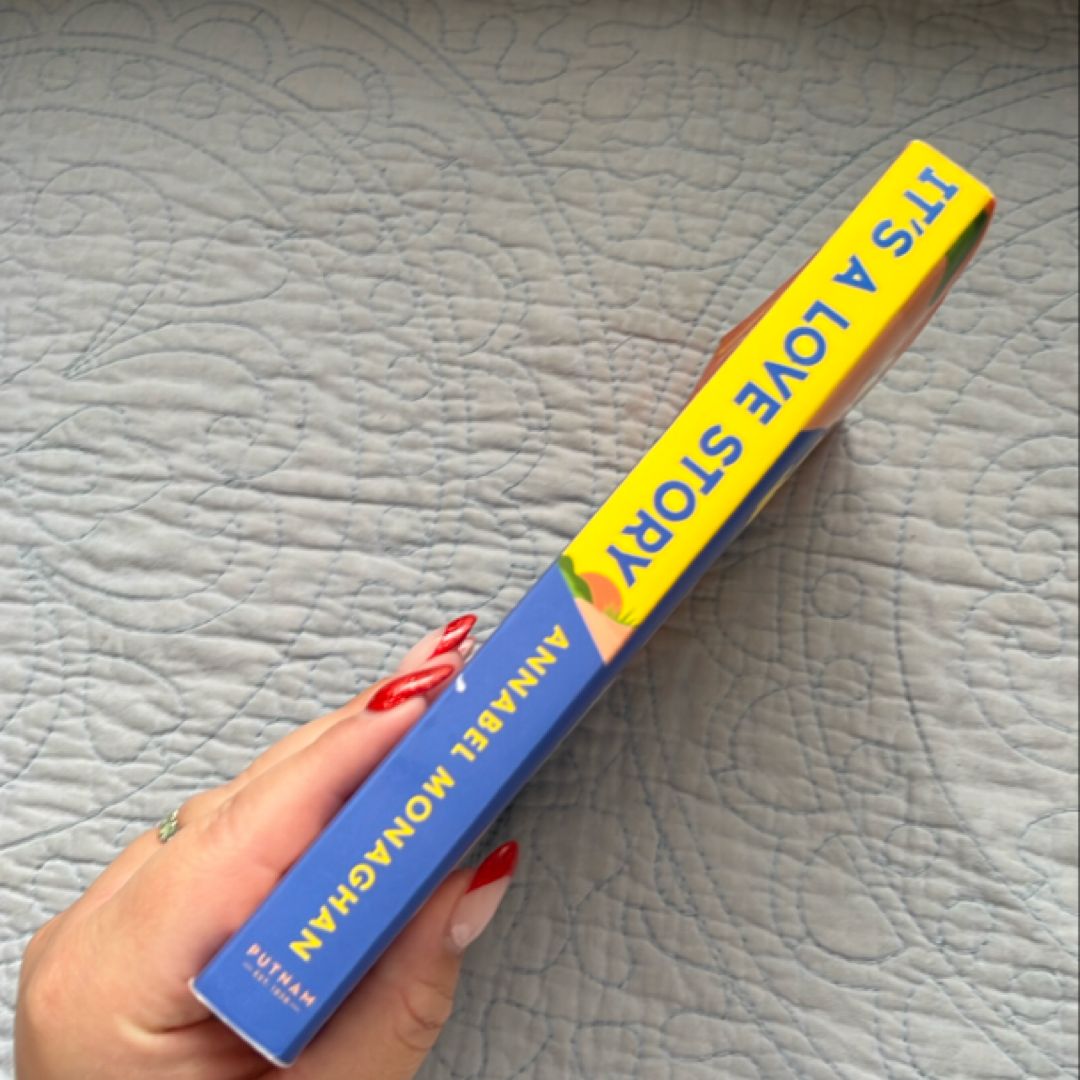 IT'S A LOVE STORY
ANNABEL MONAGHAN
PUTNAM
— EST. 1838 —